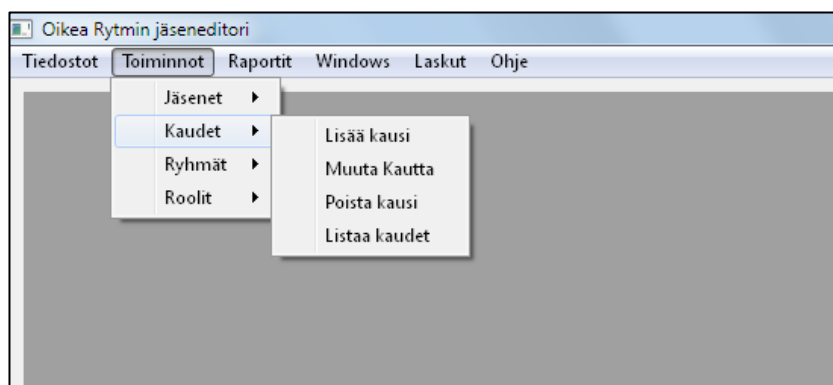 Oikea Rytmin jäseneditori
Tiedostot Toiminnot Raportit Windows Laskut Ohje
Jäsenet
Kaudet
Ryhmät
Roolit
Lisää kausi
Muuta Kautta
Poista kausi
Listaa kaudet